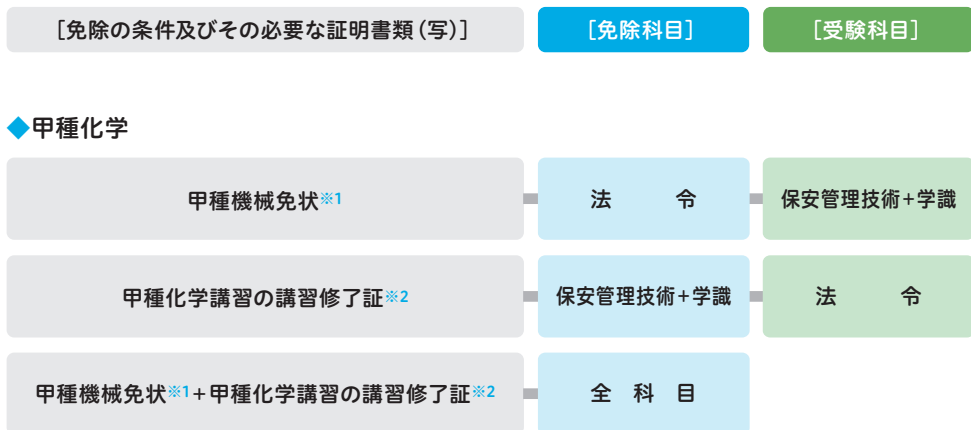 ［免除の条件及びその必要な証明書類（写）］ ［免除科目］ ［受験科目］
◆甲種化学
甲種機械免状※1 法　令 保安管理技術+学識
甲種化学講習の講習修了証※2 保安管理技術+学識 法　令
甲種機械免状※1+甲種化学講習の講習修了証※2 全 科 目